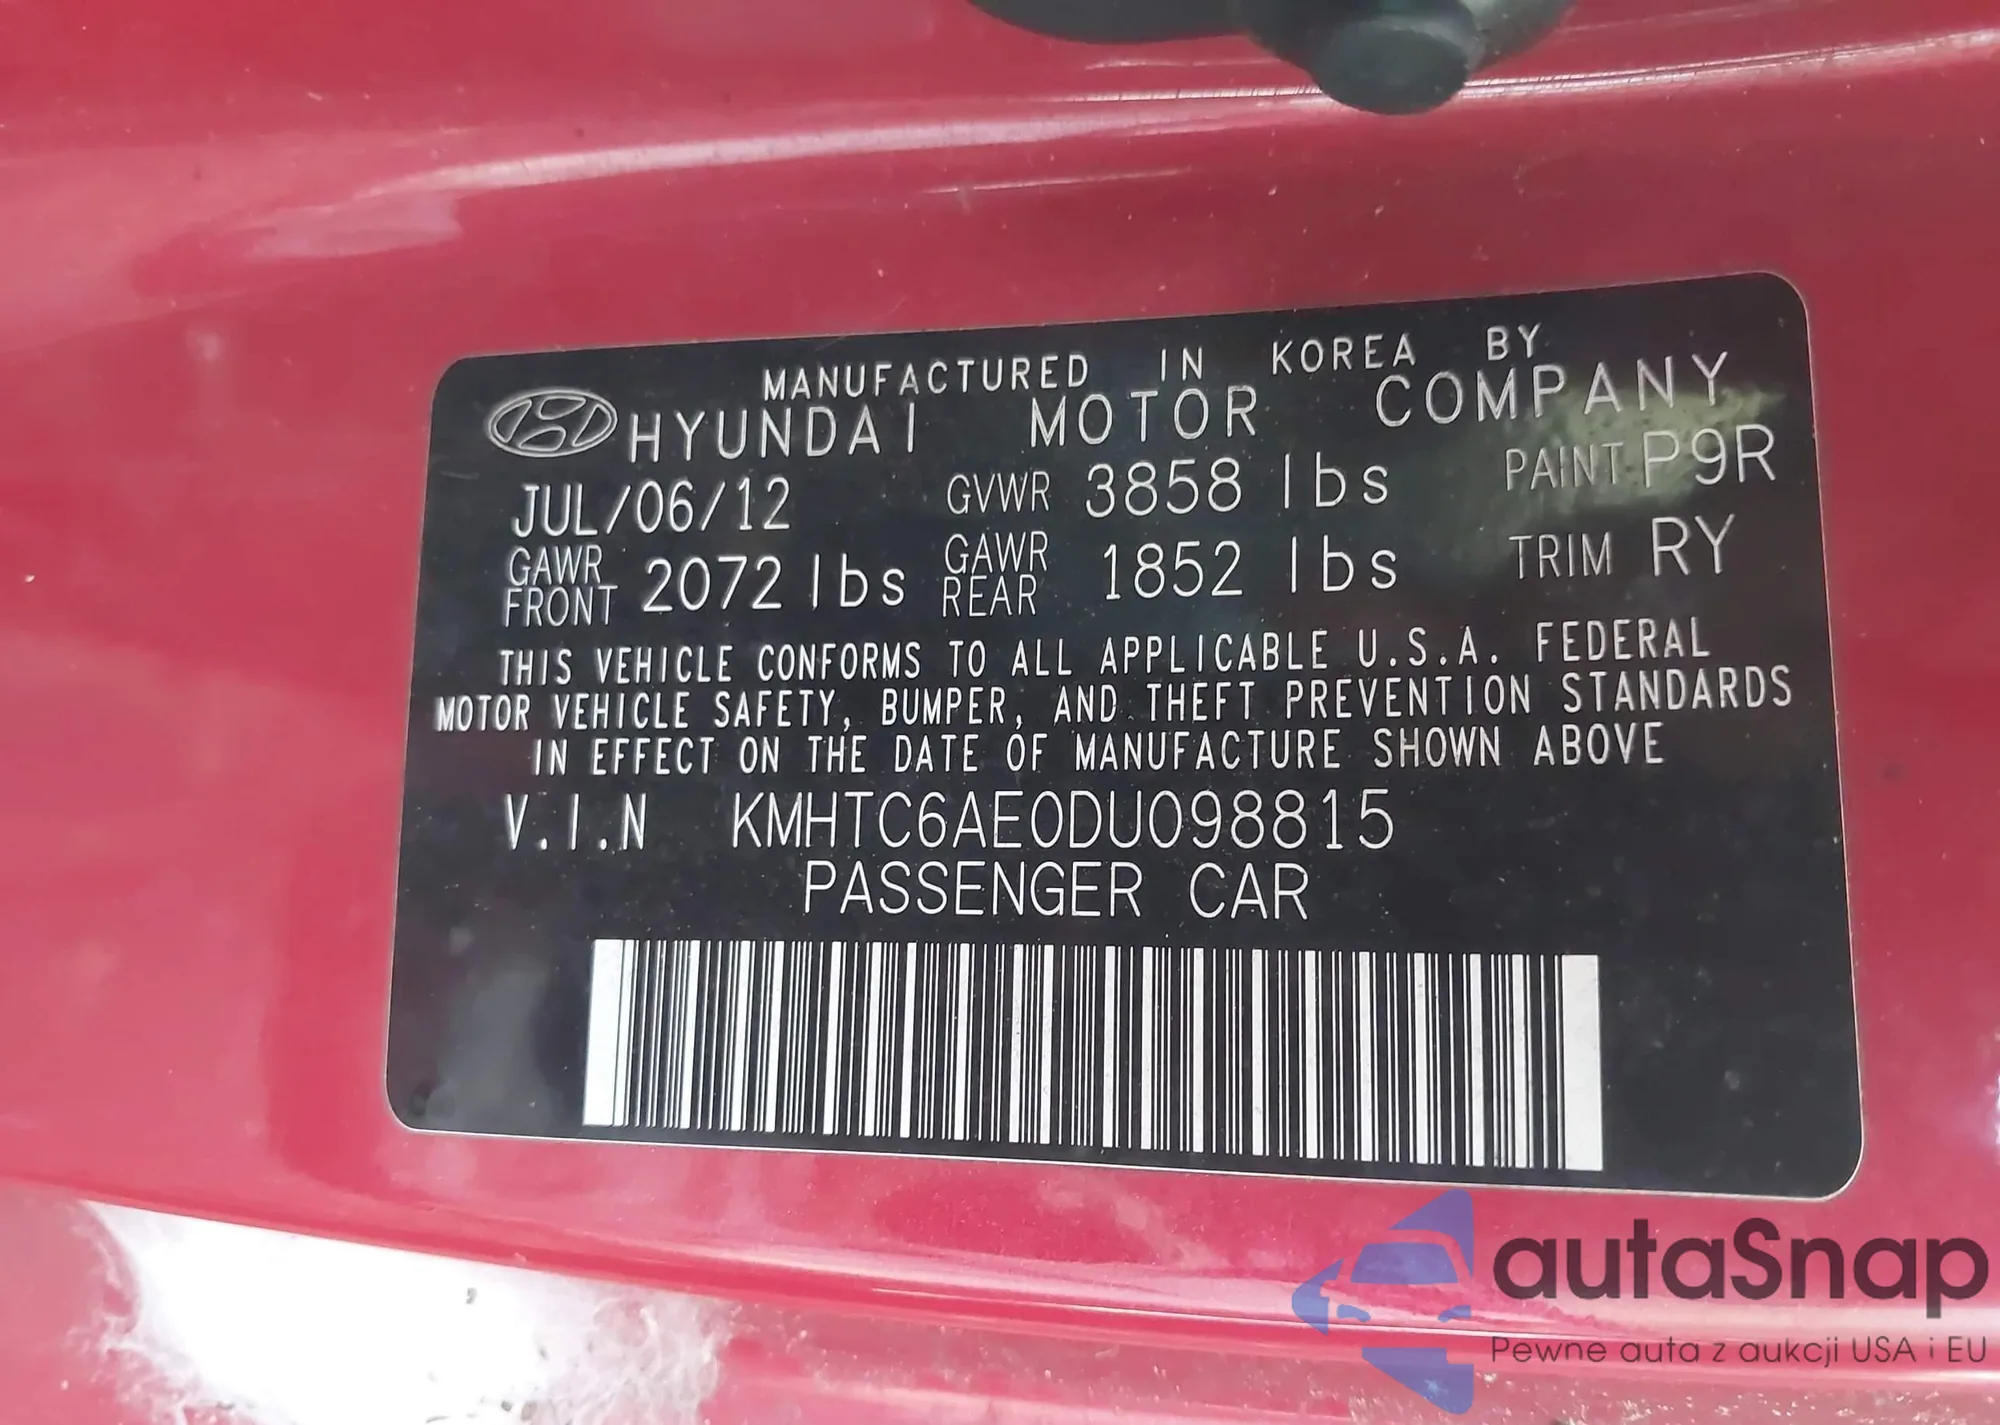 MANUFACTURED IN KOREA BY
HYUNDAI MOTOR COMPANY
JUL/06/12 GVWR 3858 lbs PAINT P9R
GAWR FRONT 2072 lbs GAWR REAR 1852 lbs TRIM RY
THIS VEHICLE CONFORMS TO ALL APPLICABLE U.S.A. FEDERAL
MOTOR VEHICLE SAFETY, BUMPER, AND THEFT PREVENTION STANDARDS
IN EFFECT ON THE DATE OF MANUFACTURE SHOWN ABOVE
V.I.N KMHTC6AE0DU098815
PASSENGER CAR
autaSnap
Pewne auta z aukcji USA i EU